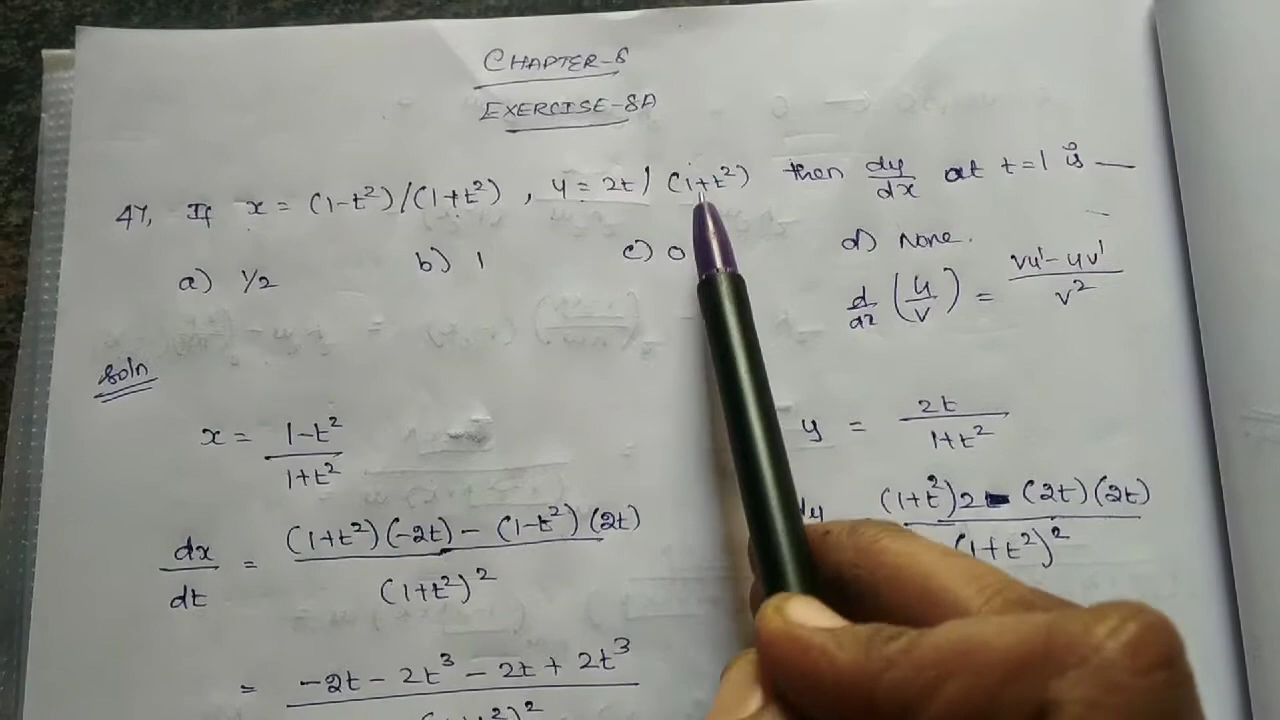 CHAPTER-8
EXERCISE-8A
47, If x = (1-t²)/(1+t²) , y = 2t / (1+t²) then dy/dx at t=1 is —
a) 1/2 b) 1 c) 0 d) None.
d/dx (u/v) = (vu' - uv')/v²
Soln
x = (1-t²)/(1+t²)
y = 2t/(1+t²)
dx/dt = ((1+t²)(-2t) - (1-t²)(2t))/(1+t²)²
dy ((1+t²)2 - (2t)(2t))/(1+t²)²
= (-2t - 2t³ - 2t + 2t³)